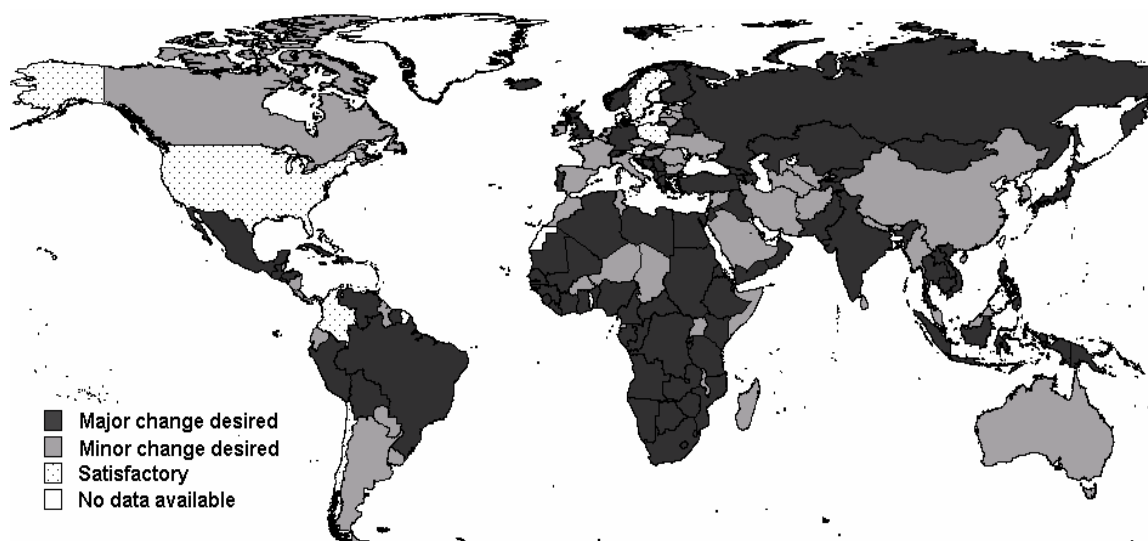 Major change desired
Minor change desired
Satisfactory
No data available